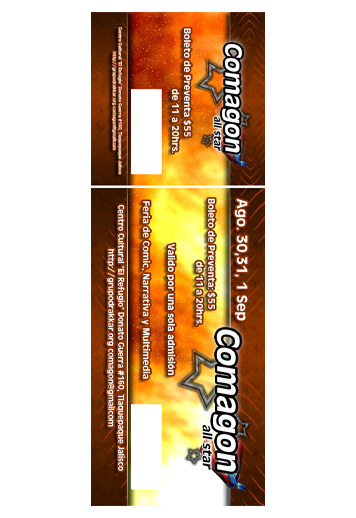 Comagon
all star
Boleto de Preventa $55
de 11 a 20hrs.
Centro Cultural "El Refugio" Donato Guerra #160, Tlaquepaque Jalisco
http://grupodrakkar.org comagon@gmail.com
Ago. 30,31, 1 Sep
Comagon
all star
Boleto de Preventa: $55
de 11 a 20hrs.
Valido por una sola admisión
Feria de Comic, Narrativa y Multimedia
Centro Cultural "El Refugio" Donato Guerra #160, Tlaquepaque Jalisco
http://grupodrakkar.org comagon@gmail.com